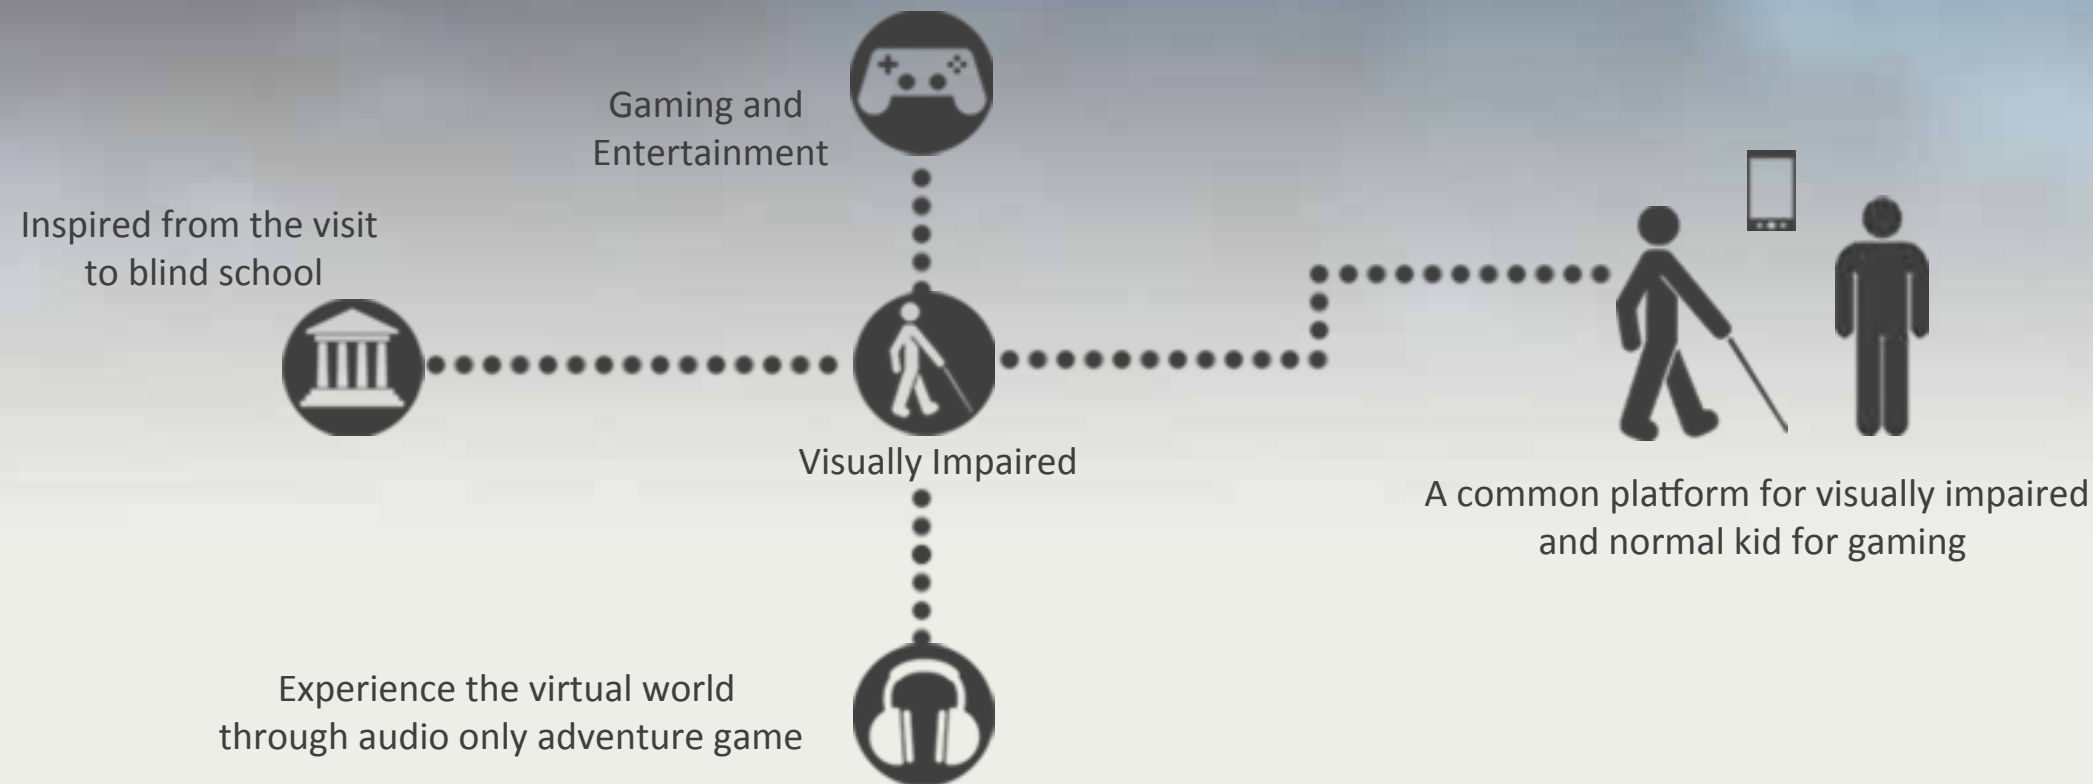 Gaming and
Entertainment
Inspired from the visit
to blind school
Visually Impaired
A common platform for visually impaired
and normal kid for gaming
Experience the virtual world
through audio only adventure game